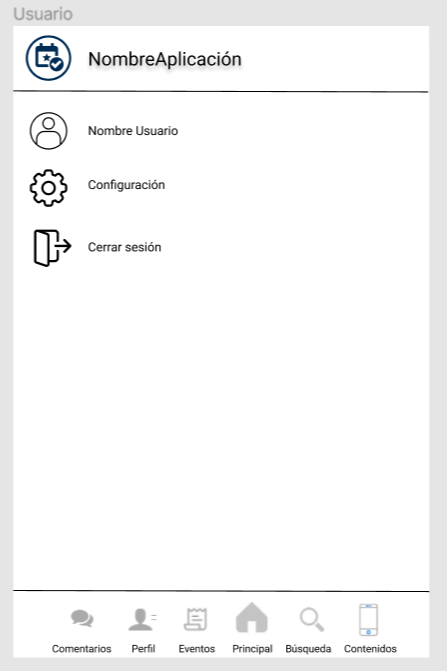 Usuario
NombreAplicación
Nombre Usuario
Configuración
Cerrar sesión
Comentarios Perfil Eventos Principal Búsqueda Contenidos